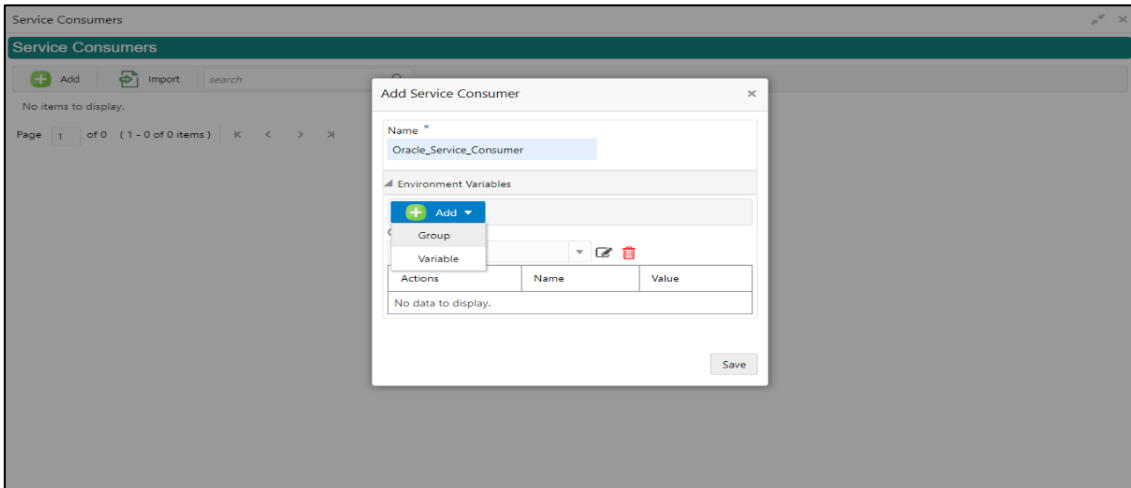 Service Consumers
Service Consumers
Add Import search
No items to display.
Page 1 of 0 ( 1 - 0 of 0 items ) K < > >|
Add Service Consumer
Name *
Oracle_Service_Consumer
Environment Variables
Add
Group
Variable
Actions Name Value
No data to display.
Save